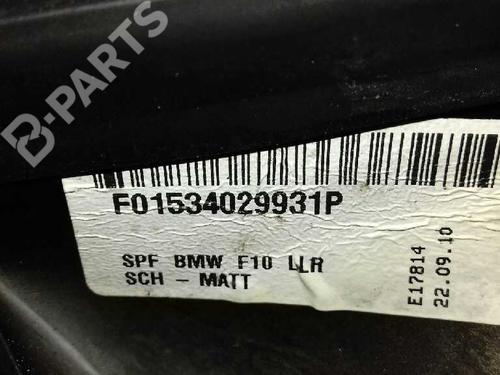 B-PARTS
F01534029931P
SPF BMW F10 LLR
SCH - MATT
E17814
22.09.10